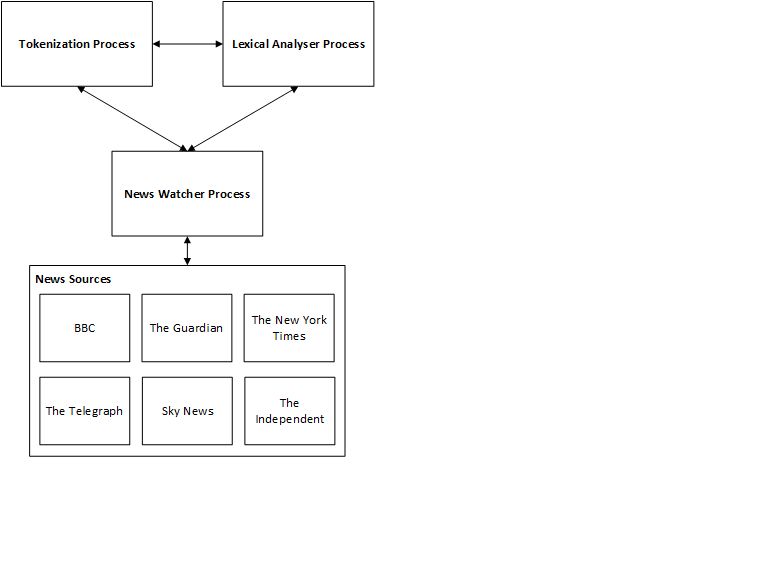 Tokenization Process
Lexical Analyser Process
News Watcher Process
News Sources
BBC
The Guardian
The New York
Times
The Telegraph
Sky News
The
Independent